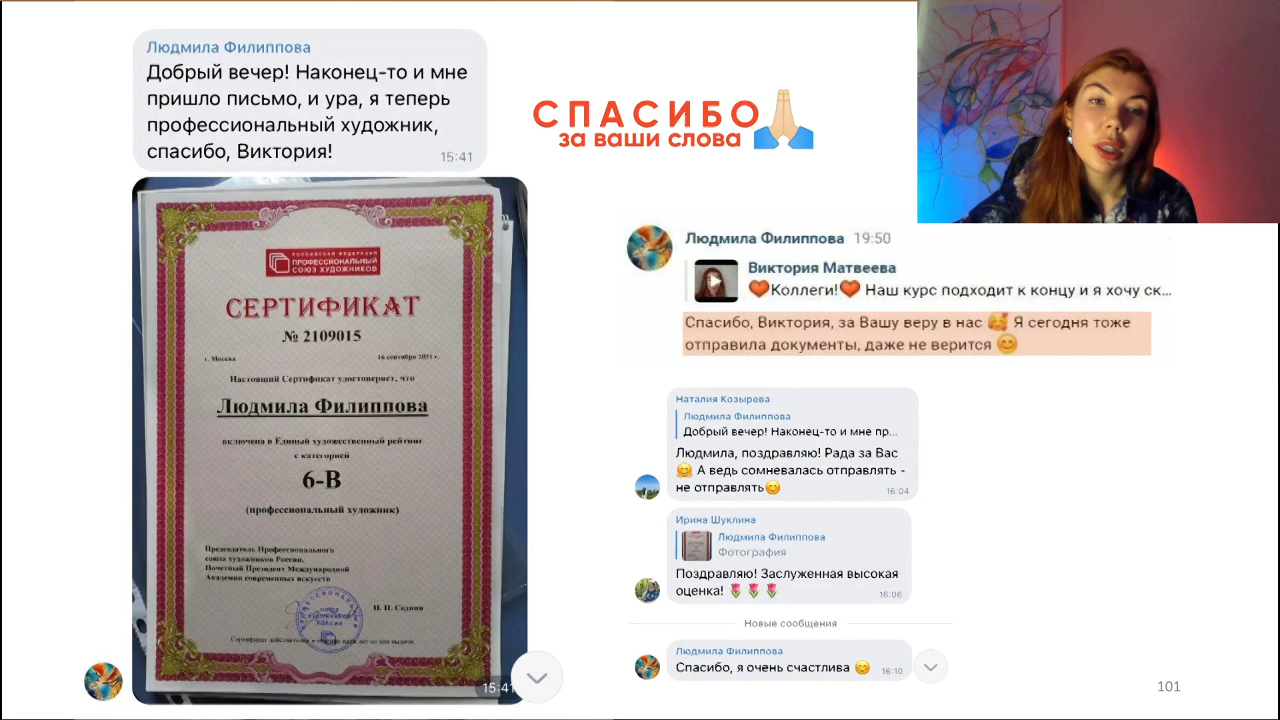 Людмила Филиппова
Добрый вечер! Наконец-то и мне
пришло письмо, и ура, я теперь
профессиональный художник,
спасибо, Виктория!
15:41
РОССИЙСКАЯ ФЕДЕРАЦИЯ
ПРОФЕССИОНАЛЬНЫЙ
СОЮЗ ХУДОЖНИКОВ
СЕРТИФИКАТ
№ 2109015
г. Москва
16 сентября 2021 г.
Настоящий Сертификат удостоверяет, что
Людмила Филиппова
включена в Единый художественный рейтинг
с категорией
6-В
(профессиональный художник)
Председатель Профессионального
союза художников России,
Почетный Президент Международной
Академии современных искусств
Сертификат действителен в течение
15:41
СПАСИБО
за ваши слова
Людмила Филиппова 19:50
Виктория Матвеева
❤️Коллеги!❤️ Наш курс подходит к концу и я хочу ск...
Спасибо, Виктория, за Вашу веру в нас 🥰 Я сегодня тоже
отправила документы, даже не верится 😊
Наталия Козырева
Людмила Филиппова
Добрый вечер! Наконец-то и мне пр...
Людмила, поздравляю! Рада за Вас
🤗 А ведь сомневалась отправлять -
не отправлять😊
16:04
Ирина Шуклина
Людмила Филиппова
Фотография
Поздравляю! Заслуженная высокая
оценка! 🌷🌷🌷
16:06
Новые сообщения
Людмила Филиппова
Спасибо, я очень счастлива 😊
16:10
101